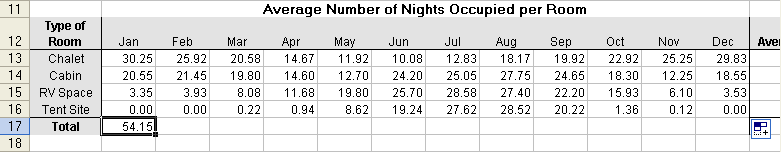 11 Average Number of Nights Occupied per Room
Type of
12 Room Jan Feb Mar Apr May Jun Jul Aug Sep Oct Nov Dec Ave
13 Chalet 30.25 25.92 20.58 14.67 11.92 10.08 12.83 18.17 19.92 22.92 25.25 29.83
14 Cabin 20.55 21.45 19.80 14.60 12.70 24.20 25.05 27.75 24.65 18.30 12.25 18.55
15 RV Space 3.35 3.93 8.08 11.68 19.80 25.70 28.58 27.40 22.20 15.93 6.10 3.53
16 Tent Site 0.00 0.00 0.22 0.94 8.62 19.24 27.62 28.52 20.22 1.36 0.12 0.00
17 Total 54.15
18